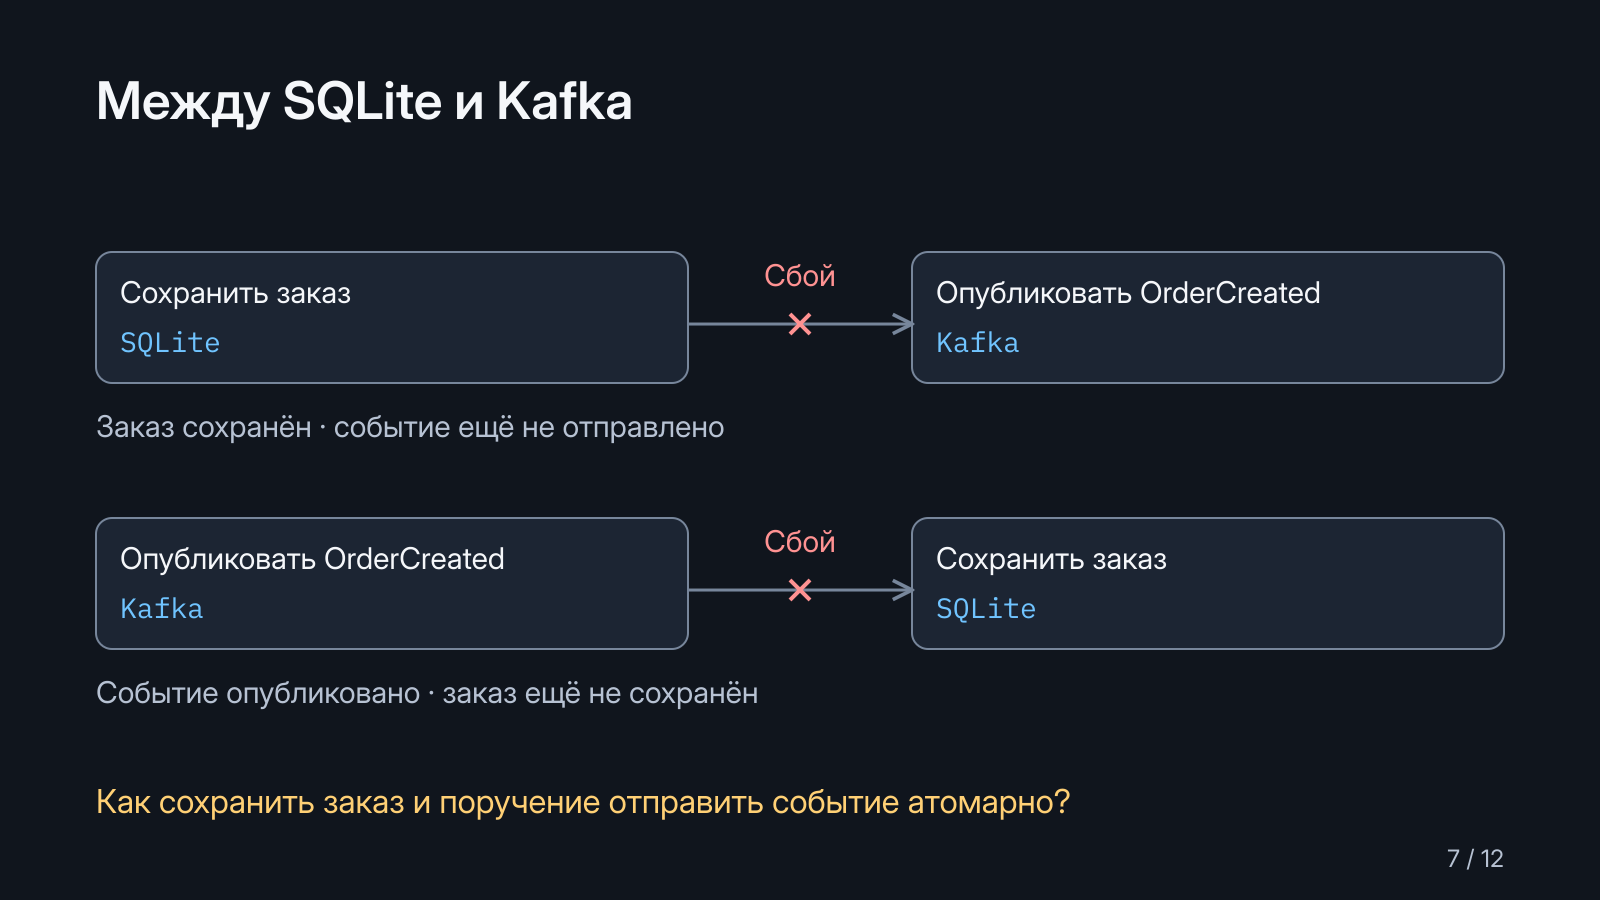 Между SQLite и Kafka
Сохранить заказ
SQLite
Сбой
Опубликовать OrderCreated
Kafka
Заказ сохранён · событие ещё не отправлено
Опубликовать OrderCreated
Kafka
Сбой
Сохранить заказ
SQLite
Событие опубликовано · заказ ещё не сохранён
Как сохранить заказ и поручение отправить событие атомарно?
7 / 12